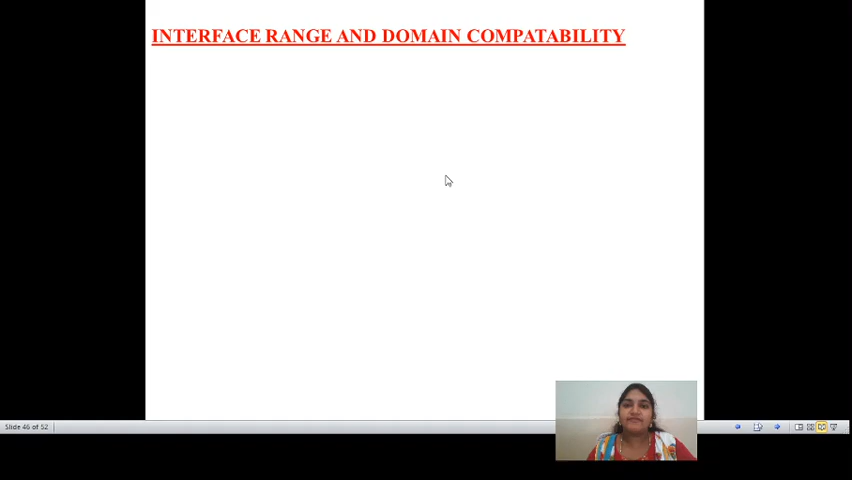 INTERFACE RANGE AND DOMAIN COMPATABILITY
Slide 46 of 52